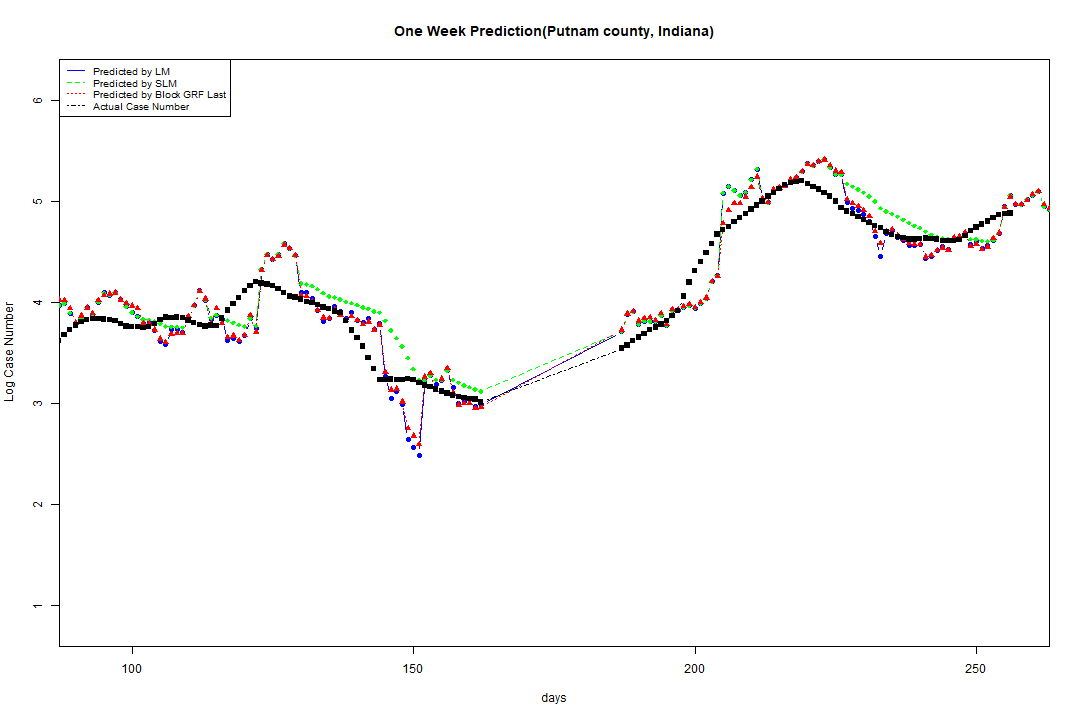 One Week Prediction(Putnam county, Indiana)
Predicted by LM
Predicted by SLM
Predicted by Block GRF Last
Actual Case Number
Log Case Number
6
5
4
3
2
1
100
150
200
250
days